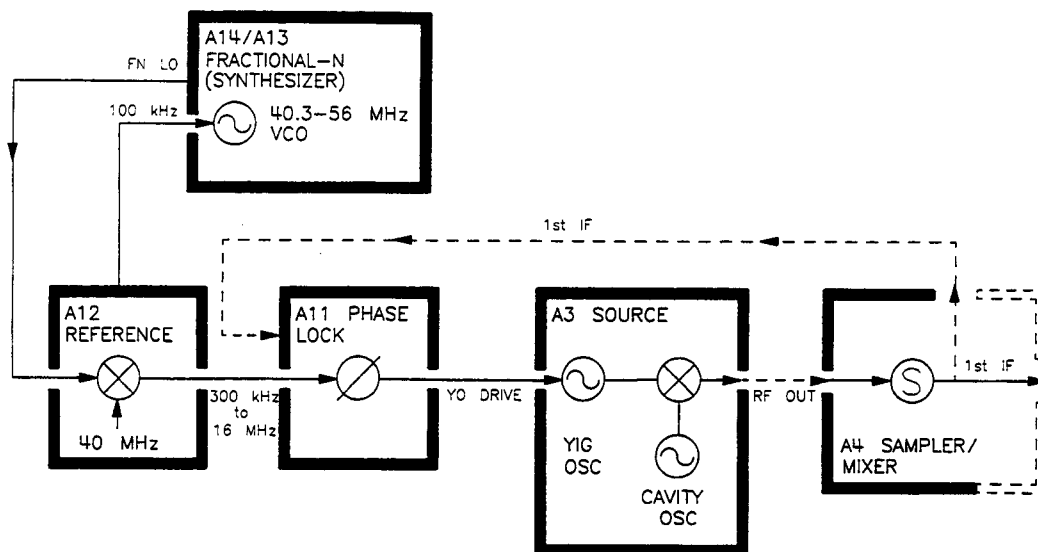 A14/A13
FRACTIONAL-N
(SYNTHESIZER)
FN LO
100 kHz
40.3-56 MHz
VCO
1st IF
A12
REFERENCE
40 MHz
300 kHz
to
16 MHz
A11 PHASE
LOCK
YO DRIVE
A3 SOURCE
YIG
OSC
CAVITY
OSC
RF OUT
S
1st IF
A4 SAMPLER/
MIXER